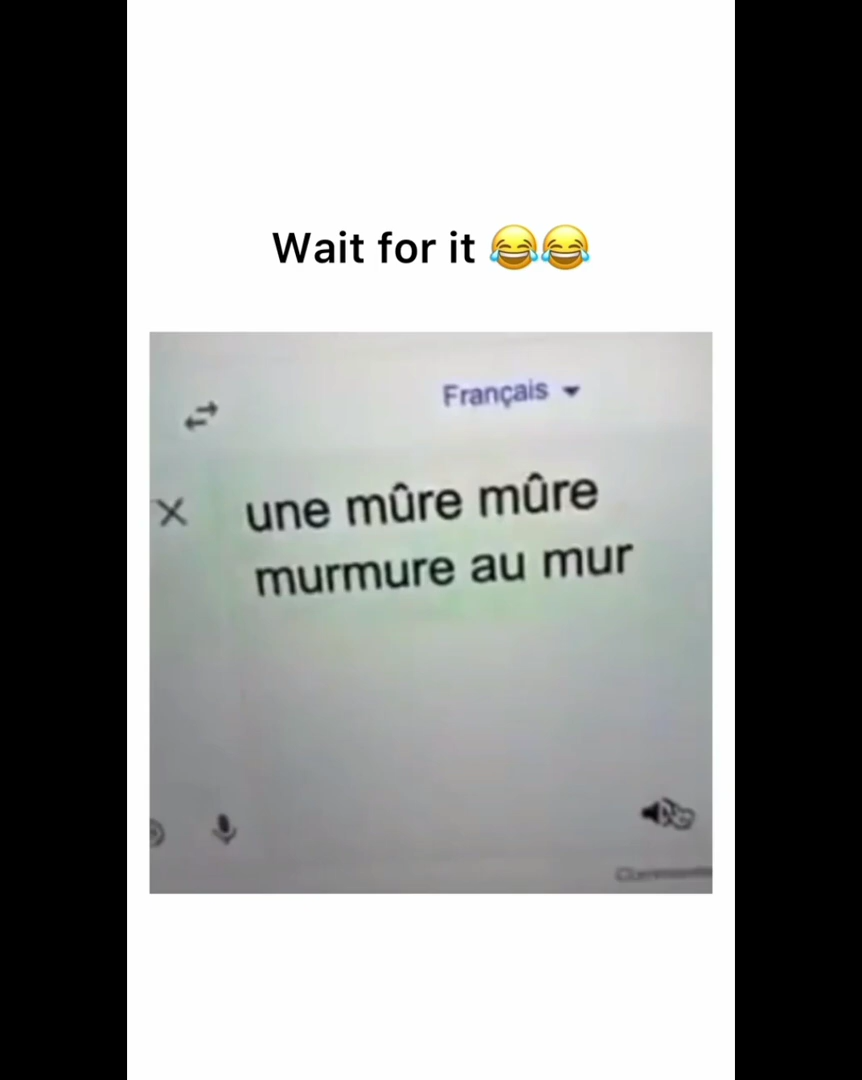 Wait for it 😂😂
Français
une mûre mûre
murmure au mur